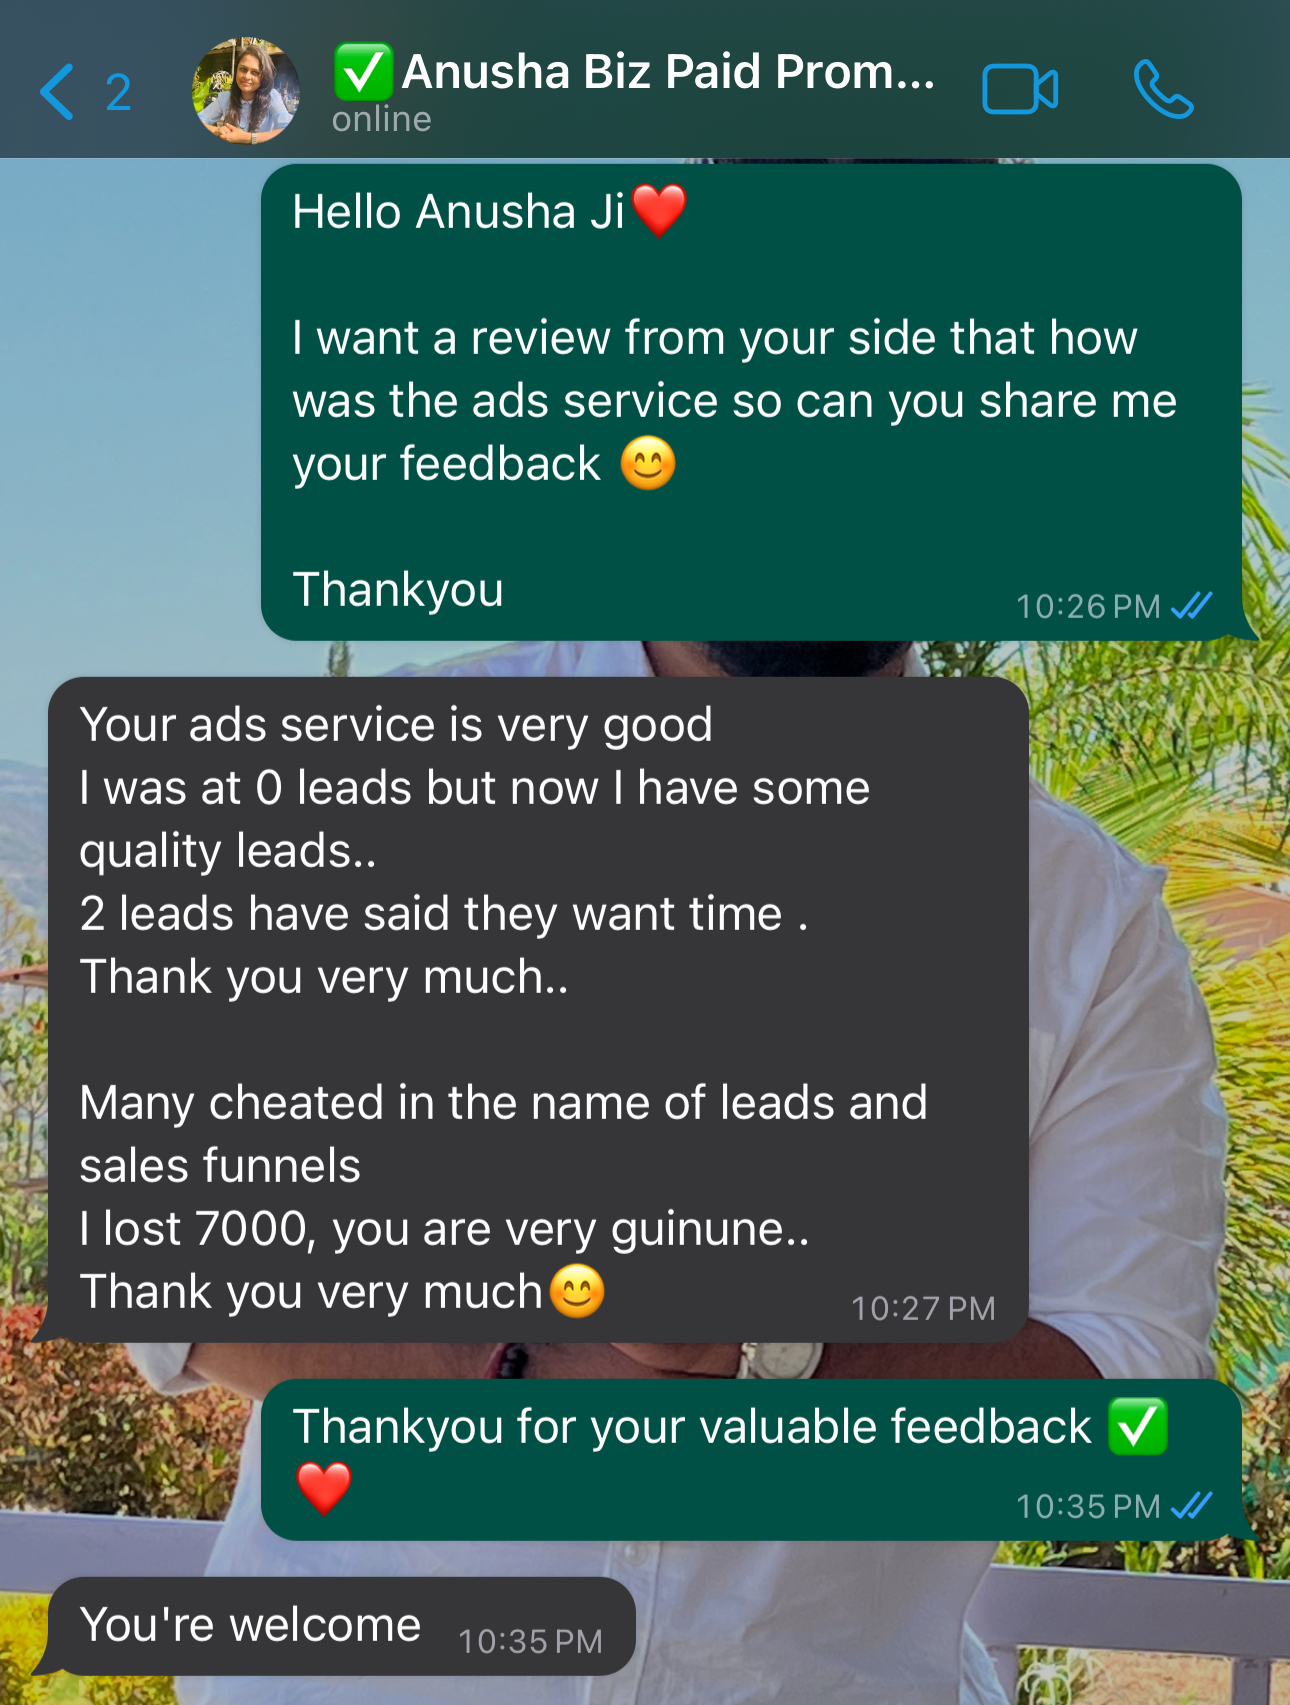 2
✅Anusha Biz Paid Prom...
online
Hello Anusha Ji❤️
I want a review from your side that how
was the ads service so can you share me
your feedback 😊
Thankyou
10:26 PM
Your ads service is very good
I was at 0 leads but now I have some
quality leads..
2 leads have said they want time .
Thank you very much..
Many cheated in the name of leads and
sales funnels
I lost 7000, you are very guinune..
Thank you very much😊
10:27 PM
Thankyou for your valuable feedback ✅
❤️
10:35 PM
You're welcome
10:35 PM